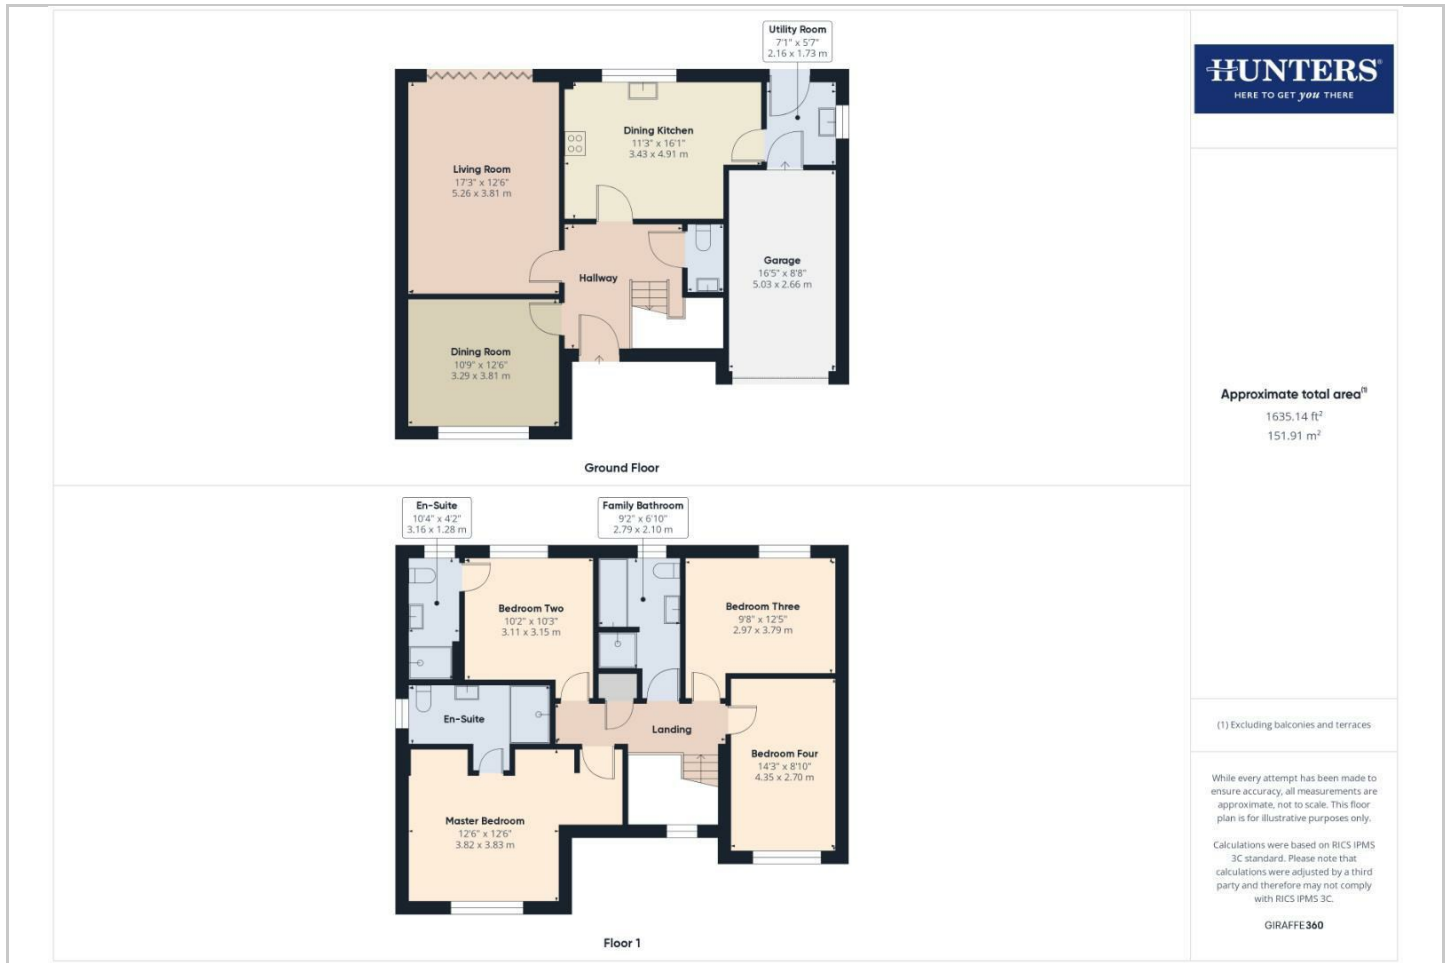 Utility Room
7'1" x 5'7"
2.16 x 1.73 m
Dining Kitchen
11'3" x 16'1"
3.43 x 4.91 m
Living Room
17'3" x 12'6"
5.26 x 3.81 m
Garage
16'5" x 8'8"
5.03 x 2.66 m
Hallway
Dining Room
10'9" x 12'6"
3.29 x 3.81 m
Ground Floor
En-Suite
10'4" x 4'2"
3.16 x 1.28 m
Family Bathroom
9'2" x 6'10"
2.79 x 2.10 m
Bedroom Two
10'2" x 10'3"
3.11 x 3.15 m
Bedroom Three
9'8" x 12'5"
2.97 x 3.79 m
En-Suite
Landing
Bedroom Four
14'3" x 8'10"
4.35 x 2.70 m
Master Bedroom
12'6" x 12'6"
3.82 x 3.83 m
Floor 1
HUNTERS®
HERE TO GET you THERE
Approximate total area(1)
1635.14 ft²
151.91 m²
(1) Excluding balconies and terraces
While every attempt has been made to
ensure accuracy, all measurements are
approximate, not to scale. This floor
plan is for illustrative purposes only.
Calculations were based on RICS IPMS
3C standard. Please note that
calculations were adjusted by a third
party and therefore may not comply
with RICS IPMS 3C.
GIRAFFE360